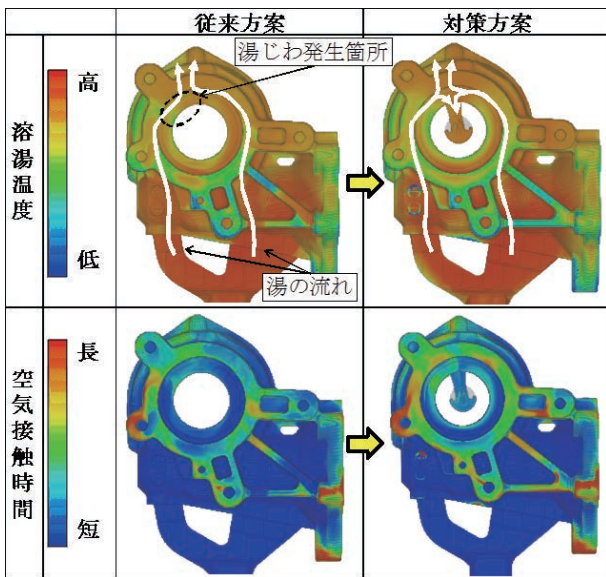 従来方案
対策方案
溶湯温度
高
低
湯じわ発生箇所
湯の流れ
空気接触時間
長
短